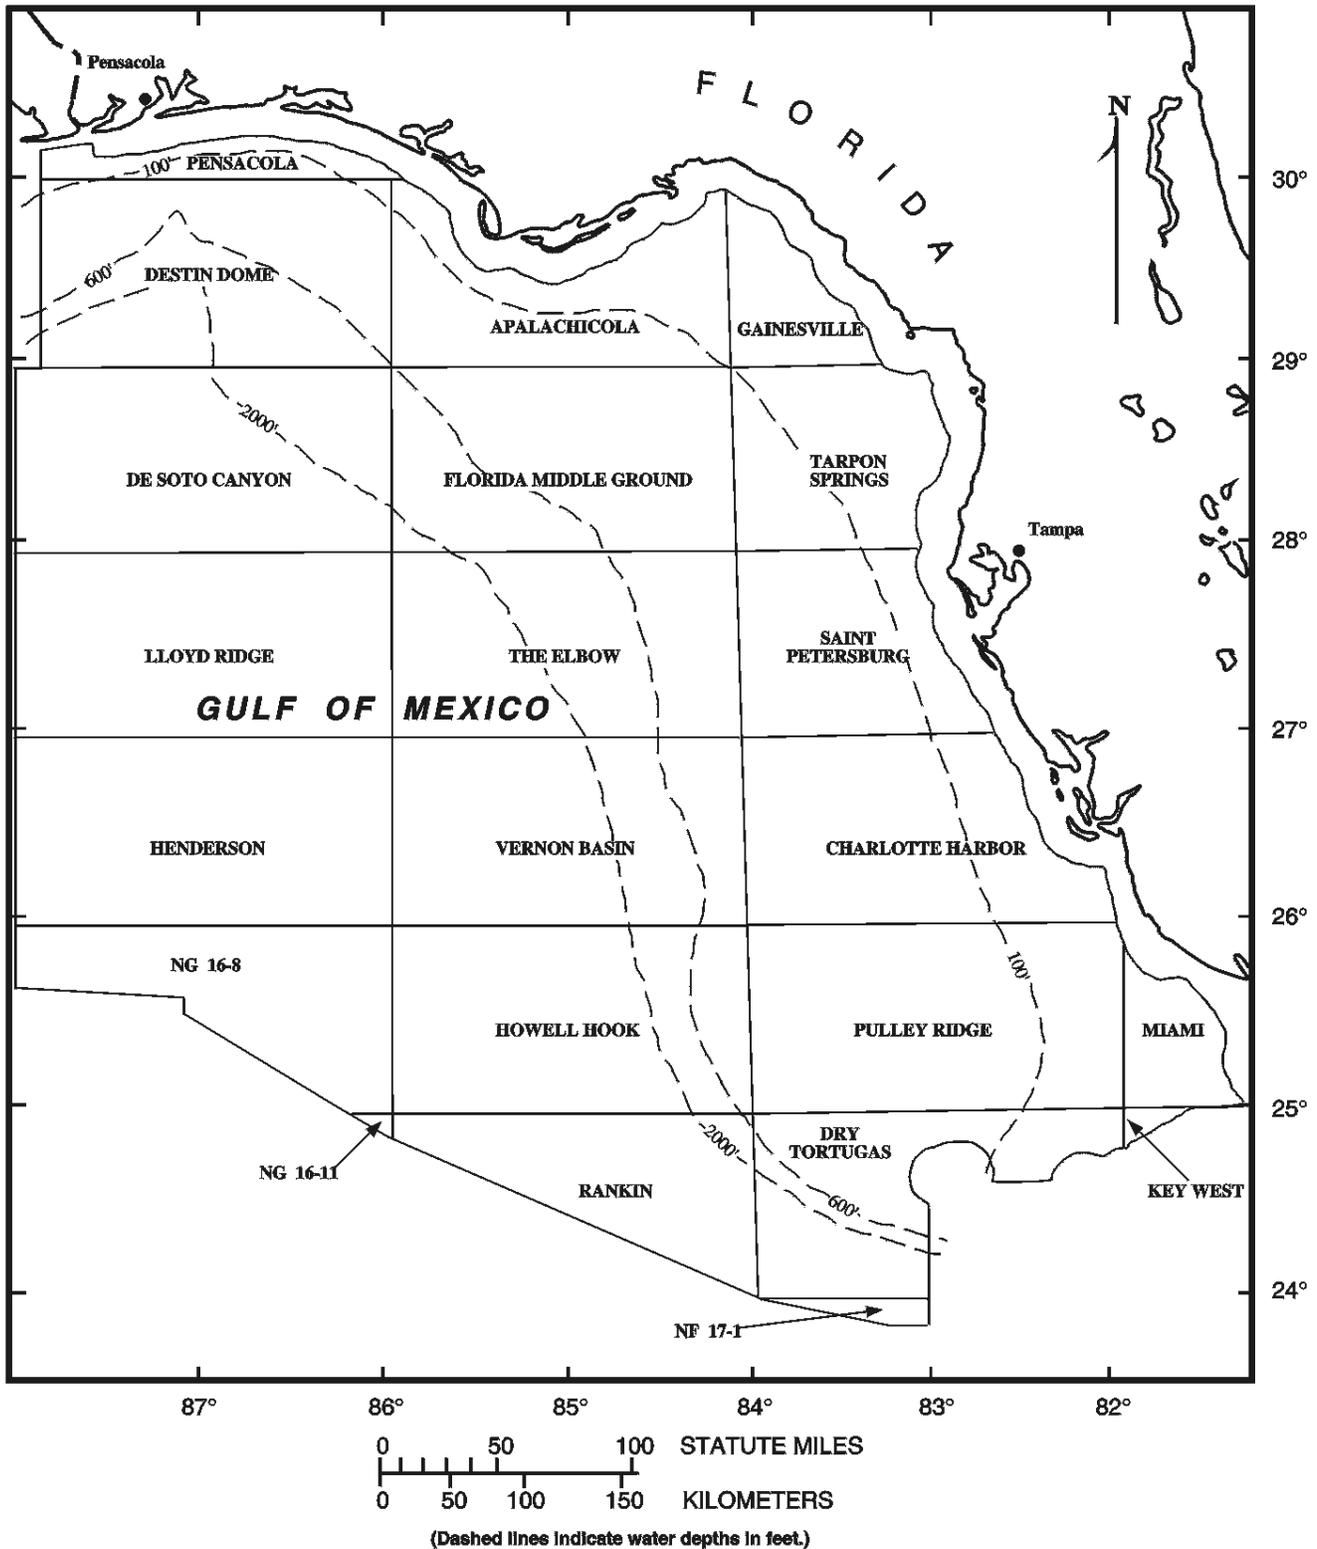 Pensacola
FLORIDA
N
100'
PENSACOLA
30°
600'
DESTIN DOME
APALACHICOLA
GAINESVILLE
29°
2000'
DE SOTO CANYON
FLORIDA MIDDLE GROUND
TARPON
SPRINGS
Tampa
28°
LLOYD RIDGE
THE ELBOW
SAINT
PETERSBURG
GULF OF MEXICO
27°
HENDERSON
VERNON BASIN
CHARLOTTE HARBOR
26°
NG 16-8
100'
HOWELL HOOK
PULLEY RIDGE
MIAMI
25°
2000'
DRY
TORTUGAS
NG 16-11
RANKIN
600'
KEY WEST
24°
NF 17-1
87° 86° 85° 84° 83° 82°
0 50 100 STATUTE MILES
0 50 100 150 KILOMETERS
(Dashed lines indicate water depths in feet.)